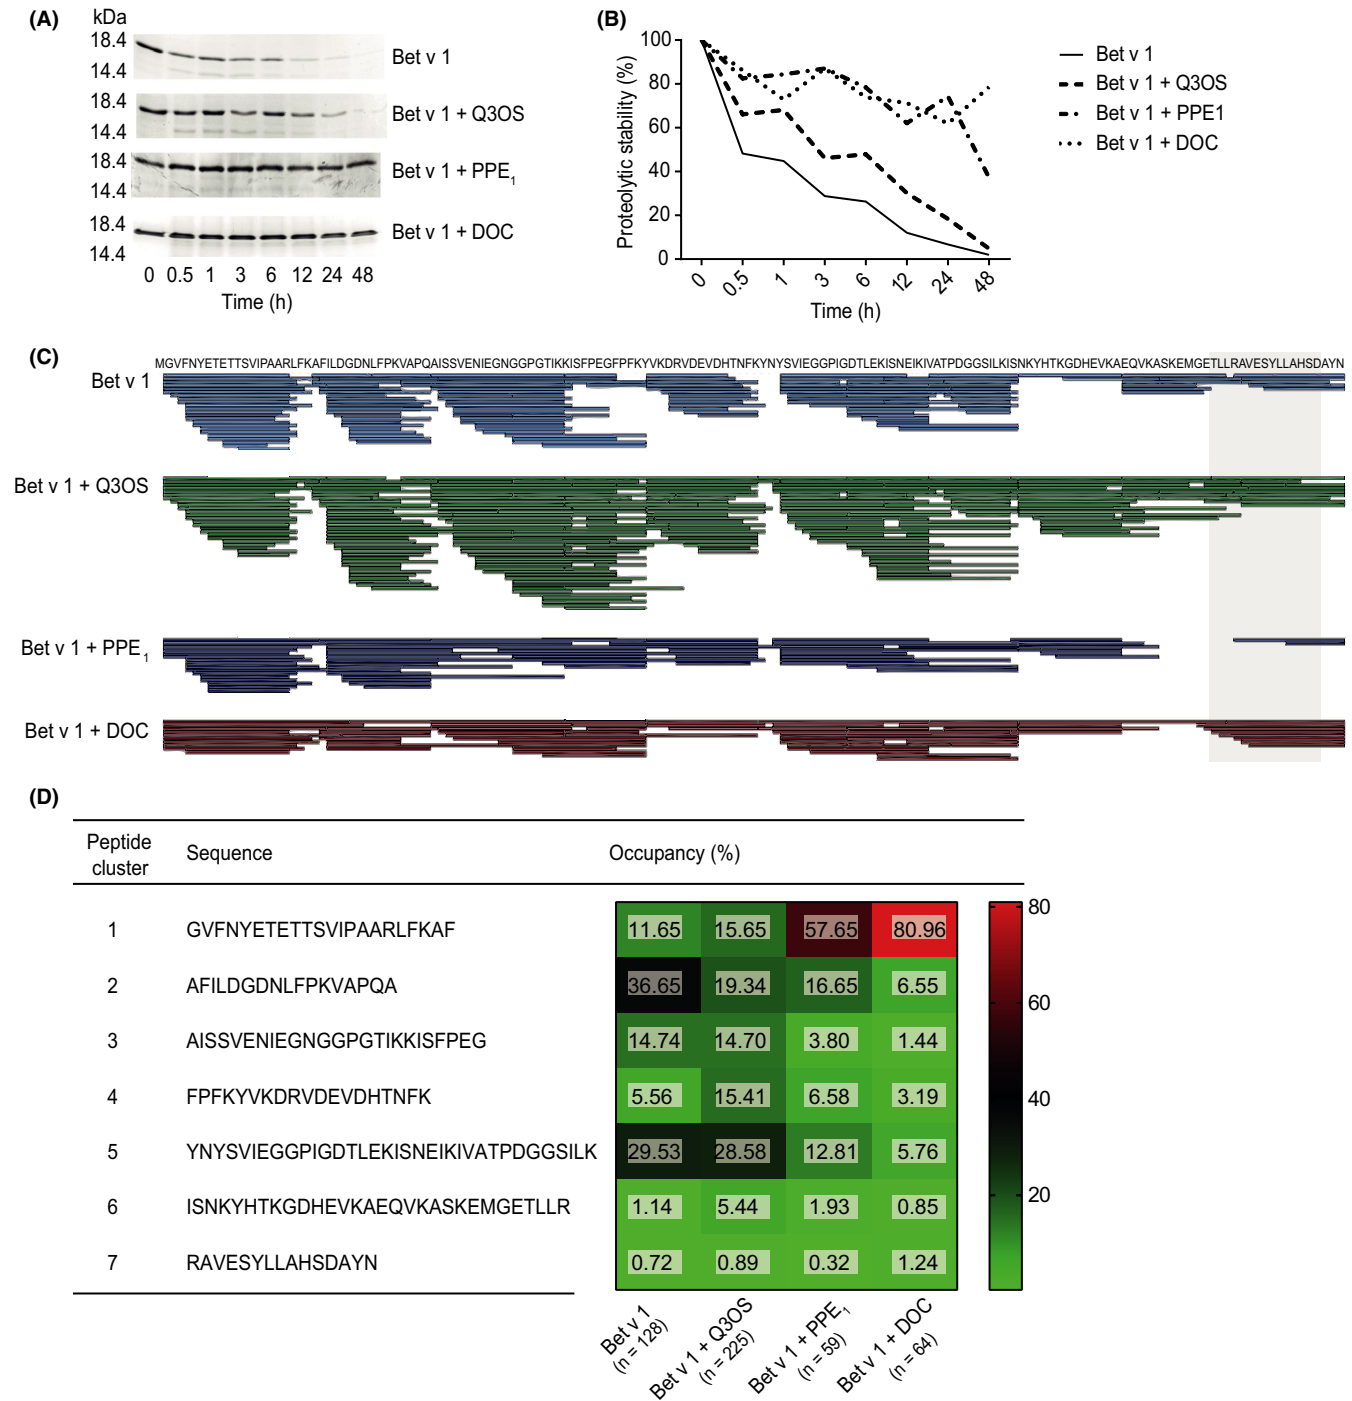 (A)
kDa
18.4
14.4
Bet v 1
18.4
14.4
Bet v 1 + Q3OS
18.4
14.4
Bet v 1 + PPE1
18.4
14.4
Bet v 1 + DOC
0 0.5 1 3 6 12 24 48
Time (h)
(B)
Proteolytic stability (%)
100
80
60
40
20
0
0 0.5 1 3 6 12 24 48
Time (h)
Bet v 1
Bet v 1 + Q3OS
Bet v 1 + PPE1
Bet v 1 + DOC
(C)
MGVFNYETETTSVIPAARLFKAFILDGDNLFPKVAPQAISSVENIEGNGGPGTIKKISFPEGFPFKYVKDRVDEVDHTNFKYNYSVIEGGPIGDTLEKISNEIKIVATPDGGSILKISNKYHTKGDHEVKAEQVKASKEMGETLLRAVESYLLAHSDAYN
Bet v 1
Bet v 1 + Q3OS
Bet v 1 + PPE1
Bet v 1 + DOC
(D)
Peptide cluster Sequence Occupancy (%)
1 GVFNYETETTSVIPAARLFKAF 11.65 15.65 57.65 80.96
2 AFILDGDNLFPKVAPQA 36.65 19.34 16.65 6.55
3 AISSVENIEGNGGPGTIKKISFPEG 14.74 14.70 3.80 1.44
4 FPFKYVKDRVDEVDHTNFK 5.56 15.41 6.58 3.19
5 YNYSVIEGGPIGDTLEKISNEIKIVATPDGGSILK 29.53 28.58 12.81 5.76
6 ISNKYHTKGDHEVKAEQVKASKEMGETLLR 1.14 5.44 1.93 0.85
7 RAVESYLLAHSDAYN 0.72 0.89 0.32 1.24
80
60
40
20
Bet v 1
(n = 128)
Bet v 1 + Q3OS
(n = 225)
Bet v 1 + PPE1
(n = 59)
Bet v 1 + DOC
(n = 64)